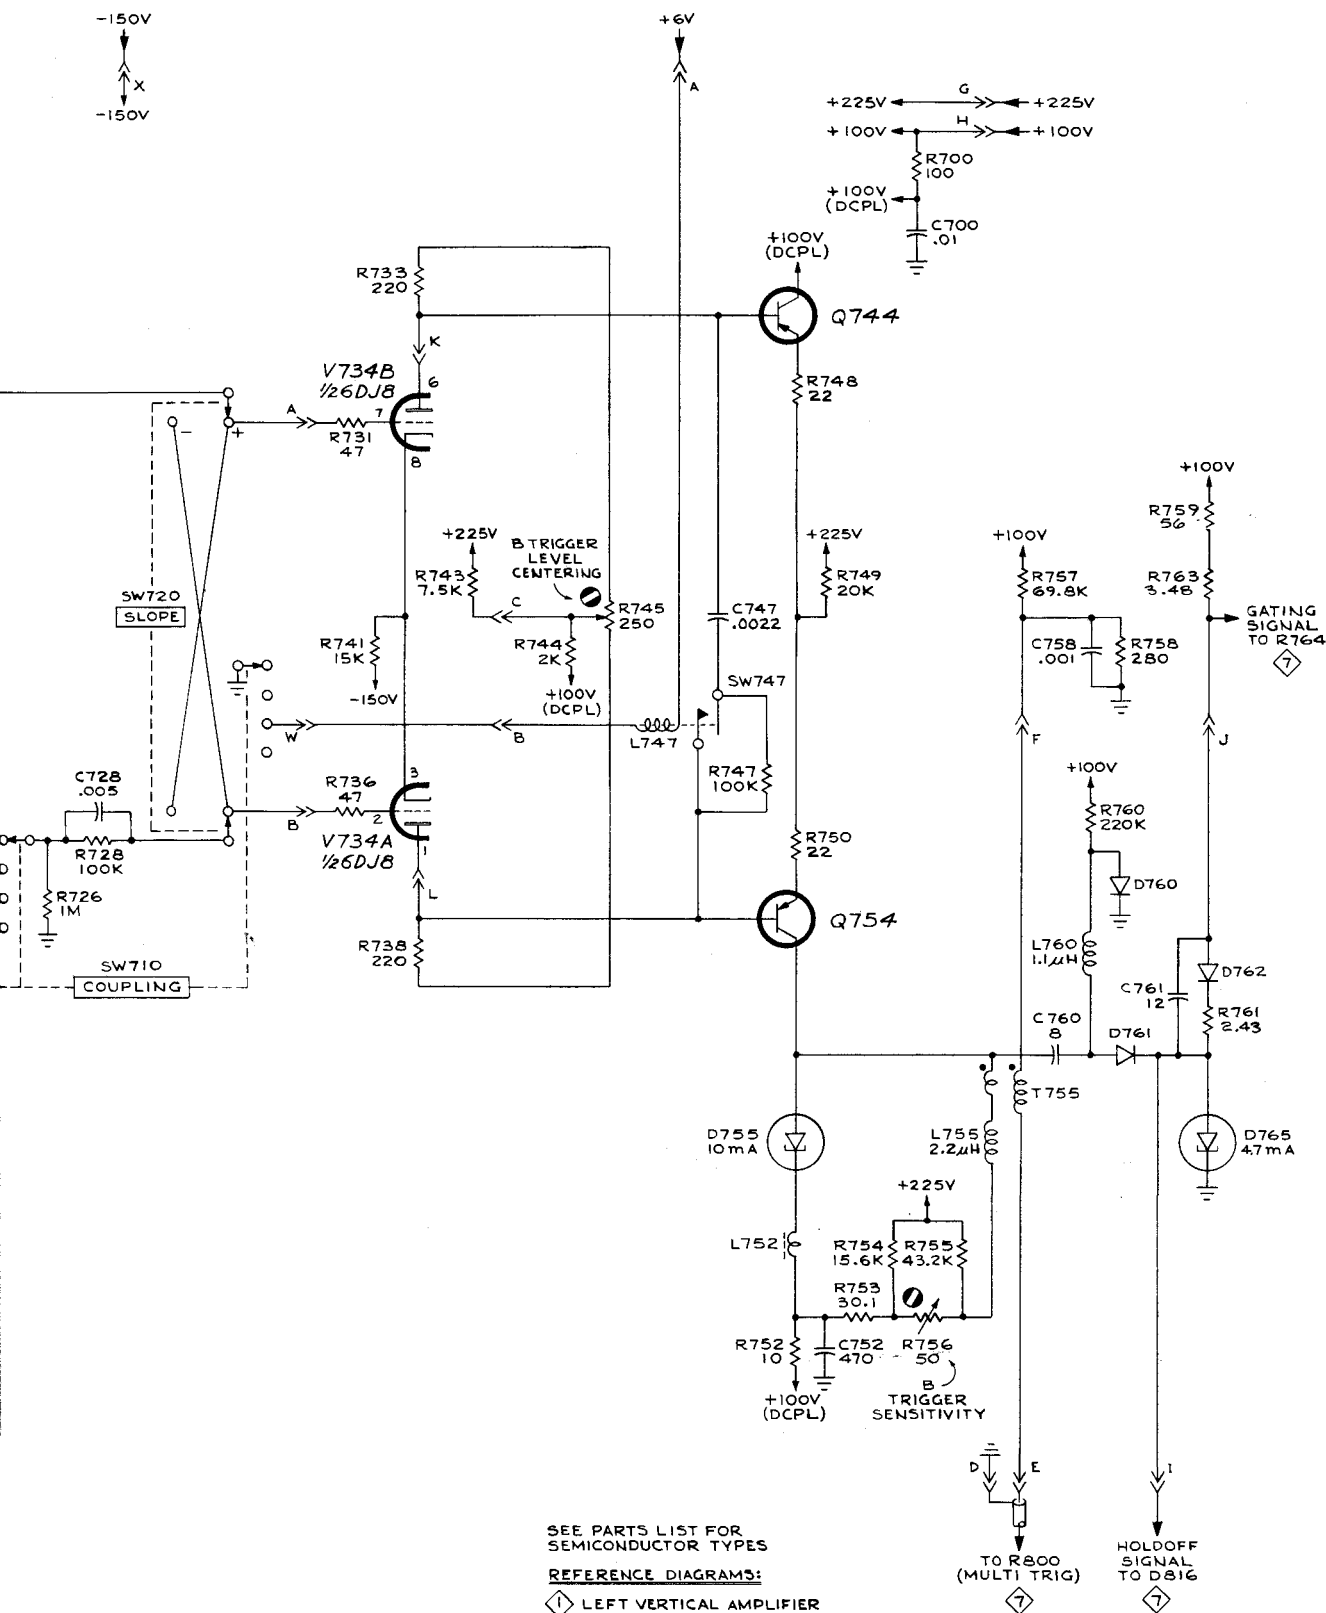 -150V
X
-150V
+6V
A
+225V
G
+225V
+100V
H
+100V
R700
100
+100V
(DCPL)
C700
.01
+100V
(DCPL)
Q744
R733
220
K
V734B
½6DJ8
6
7
8
A
R731
47
R748
22
-
+
SW720
SLOPE
+225V
R743
7.5K
B TRIGGER
LEVEL
CENTERING
C
R745
250
R744
2K
+100V
(DCPL)
R741
15K
-150V
C747
.0022
SW747
+225V
R749
20K
+100V
R757
69.8K
C758
.001
R758
280
+100V
R759
56
R763
3.48
GATING
SIGNAL
TO R764
7
W
B
L747
R747
100K
F
J
C728
.005
R728
100K
R726
1M
B
R736
47
3
2
1
V734A
½6DJ8
L
R738
220
SW710
COUPLING
R750
22
Q754
+100V
R760
220K
D760
L760
1.1µH
C761
12
D762
R761
2.43
C760
8
D761
T755
D755
10mA
L755
2.2µH
D765
4.7mA
+225V
L752
R754
15.6K
R755
43.2K
R753
30.1
R752
10
C752
470
R756
50
+100V
(DCPL)
B
TRIGGER
SENSITIVITY
D
E
I
SEE PARTS LIST FOR
SEMICONDUCTOR TYPES
REFERENCE DIAGRAMS:
1 LEFT VERTICAL AMPLIFIER
TO R800
(MULTI TRIG)
7
HOLDOFF
SIGNAL
TO D816
7